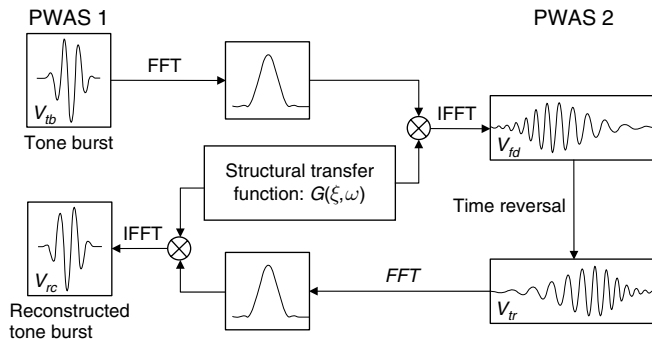 PWAS 1
PWAS 2
FFT
V_tb
Tone burst
IFFT
V_fd
Structural transfer
function: G(ξ,ω)
Time reversal
IFFT
V_rc
FFT
V_tr
Reconstructed
tone burst